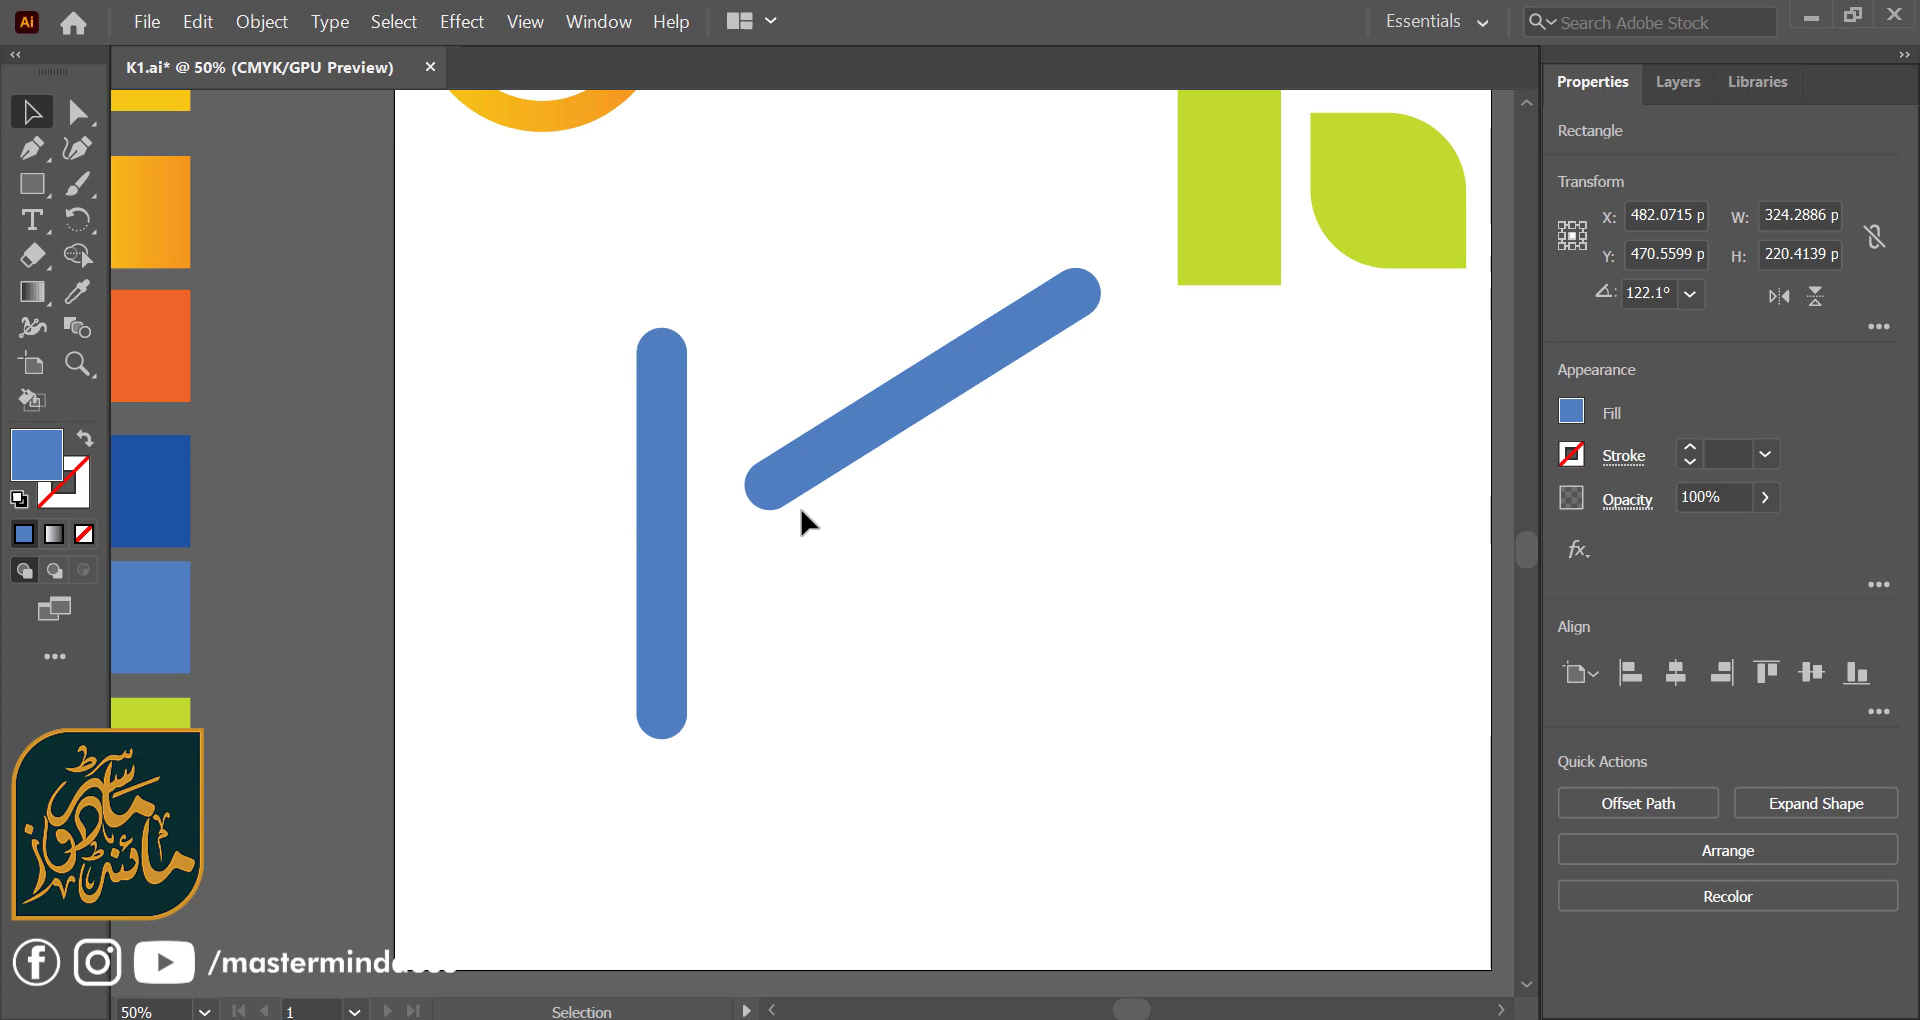 Ai File Edit Object Type Select Effect View Window Help Essentials Search Adobe Stock
K1.ai* @ 50% (CMYK/GPU Preview)
Properties Layers Libraries
Rectangle
Transform
X: 482.0715 p W: 324.2886 p
Y: 470.5599 p H: 220.4139 p
122.1°
Appearance
Fill
Stroke
Opacity 100%
fx.
Align
Quick Actions
Offset Path Expand Shape
Arrange
Recolor
ماسٹر
مائنڈ
/mastermind
50% 1 Selection